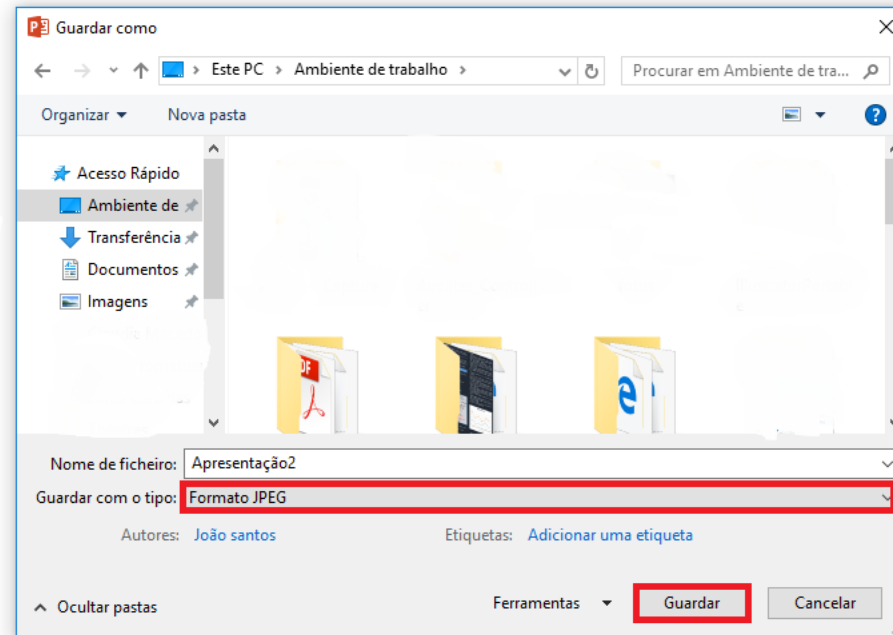 Guardar como
Este PC > Ambiente de trabalho >
Procurar em Ambiente de tra...
Organizar
Nova pasta
Acesso Rápido
Ambiente de
Transferência
Documentos
Imagens
Nome de ficheiro: Apresentação2
Guardar com o tipo: Formato JPEG
Autores: João santos
Etiquetas: Adicionar uma etiqueta
Ocultar pastas
Ferramentas
Guardar
Cancelar